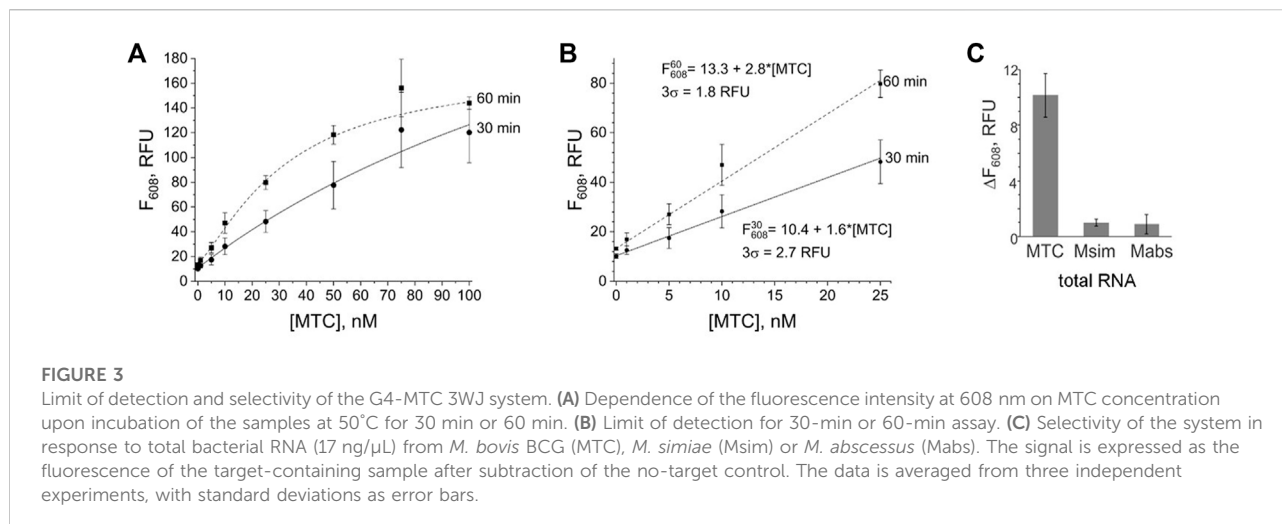 A
F608, RFU
180
160
140
120
100
80
60
40
20
0
60 min
30 min
0 10 20 30 40 50 60 70 80 90 100
[MTC], nM
B
F608, RFU
80
60
40
20
0
F⁶⁰₆₀₈= 13.3 + 2.8*[MTC]
3σ = 1.8 RFU
60 min
30 min
F³⁰₆₀₈= 10.4 + 1.6*[MTC]
3σ = 2.7 RFU
0 5 10 15 20 25
[MTC], nM
C
ΔF608, RFU
12
8
4
0
MTC Msim Mabs
total RNA
FIGURE 3
Limit of detection and selectivity of the G4-MTC 3WJ system. (A) Dependence of the fluorescence intensity at 608 nm on MTC concentration
upon incubation of the samples at 50°C for 30 min or 60 min. (B) Limit of detection for 30-min or 60-min assay. (C) Selectivity of the system in
response to total bacterial RNA (17 ng/µL) from M. bovis BCG (MTC), M. simiae (Msim) or M. abscessus (Mabs). The signal is expressed as the
fluorescence of the target-containing sample after subtraction of the no-target control. The data is averaged from three independent
experiments, with standard deviations as error bars.